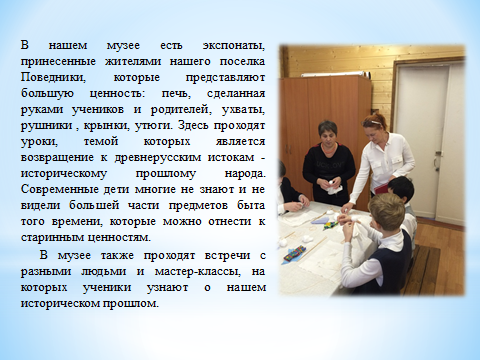 В нашем музее есть экспонаты,
принесенные жителями нашего поселка
Поведники, которые представляют
большую ценность: печь, сделанная
руками учеников и родителей, ухваты,
рушники , крынки, утюги. Здесь проходят
уроки, темой которых является
возвращение к древнерусским истокам -
историческому прошлому народа.
Современные дети многие не знают и не
видели большей части предметов быта
того времени, которые можно отнести к
старинным ценностям.
В музее также проходят встречи с
разными людьми и мастер-классы, на
которых ученики узнают о нашем
историческом прошлом.